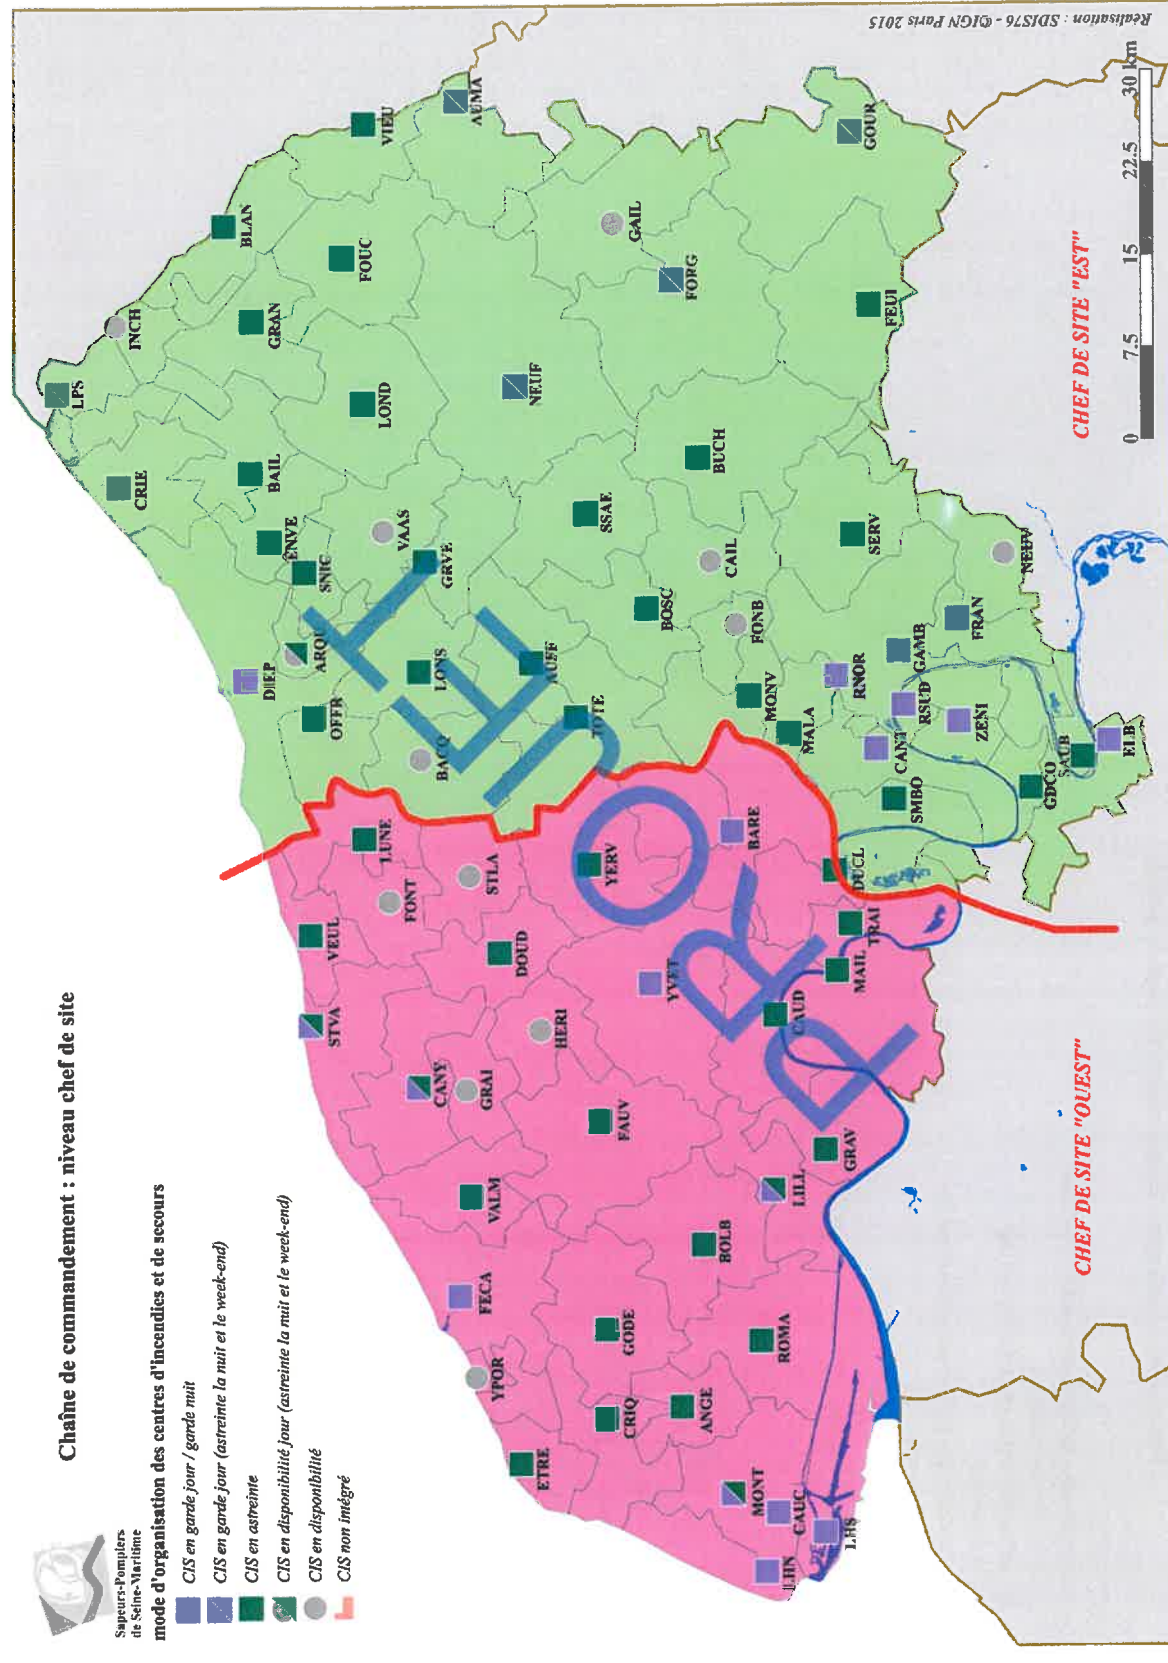 Chaîne de commandement : niveau chef de site
Sapeurs-Pompiers
de Seine-Maritime
mode d'organisation des centres d'incendies et de secours
CIS en garde jour / garde nuit
CIS en garde jour (astreinte la nuit et le week-end)
CIS en astreinte
CIS en disponibilité jour (astreinte la nuit et le week-end)
CIS en disponibilité
CIS non intégré
PROJET
LPS
INCH
CRIE
BLAN
GRAN
BAIL
FOUC
VIEU
ENVE
SNIC
DIEP
ARQU
OFFR
LOND
VAAS
AUMA
GRVE
LONS
BACQ
NEUF
AUFF
TOTE
SSAE
GAIL
BOSC
FORG
BUCH
CAIL
FONB
MONV
MALA
GOUR
SERV
FEUI
RNOR
CANT
RSUD
GAMB
SMBO
ZENI
FRAN
NEUV
GDCO
SAUB
ELB
DUCL
LUNE
VEUL
STVA
FONT
STLA
CANY
GRAI
DOUD
HERI
YERV
FECA
VALM
YPOR
ETRE
FAUV
YVET
BARE
GODE
CRIQ
ANGE
BOLB
CAUD
TRAI
MAIL
LILL
GRAV
ROMA
MONT
CAUC
LHN
LHS
CHEF DE SITE "OUEST"
CHEF DE SITE "EST"
0 7.5 15 22.5 30 km
Réalisation : SDIS76 - ©IGN Paris 2015